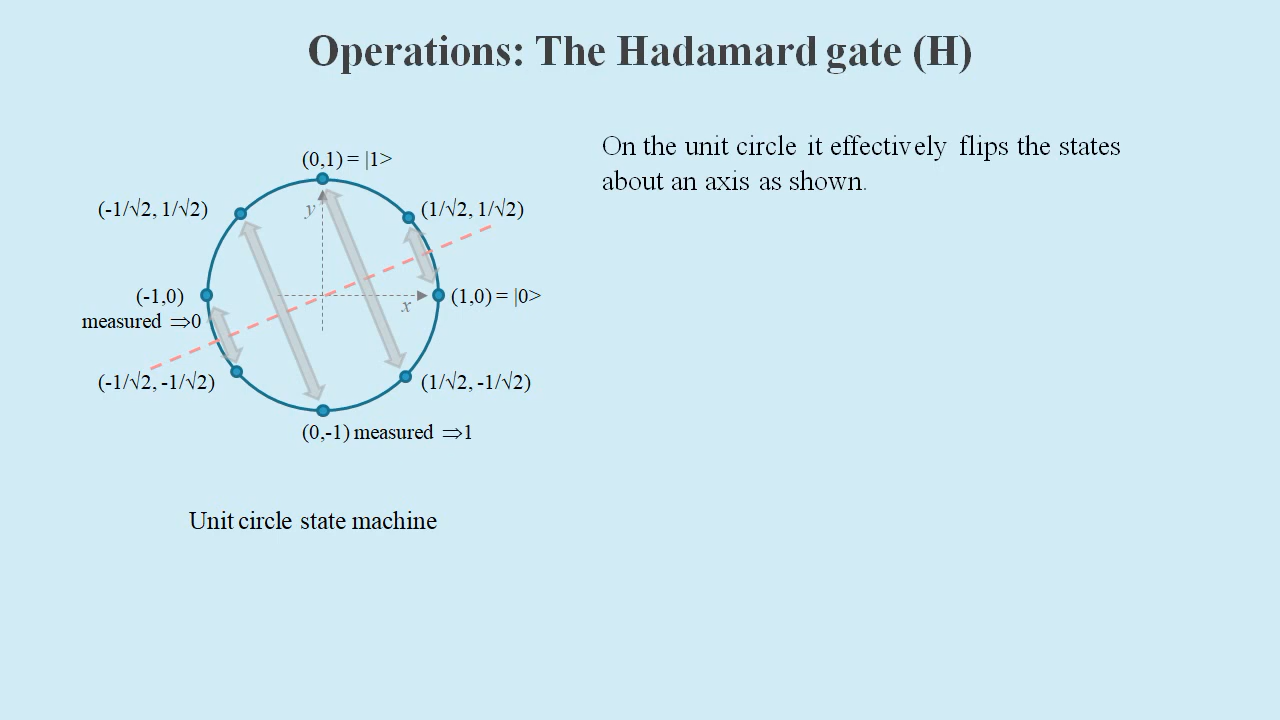 Operations: The Hadamard gate (H)
On the unit circle it effectively flips the states
about an axis as shown.
(0,1) = |1>
(-1/√2, 1/√2)
y
(1/√2, 1/√2)
(-1,0)
measured ⇒0
x
(1,0) = |0>
(-1/√2, -1/√2)
(1/√2, -1/√2)
(0,-1) measured ⇒1
Unit circle state machine